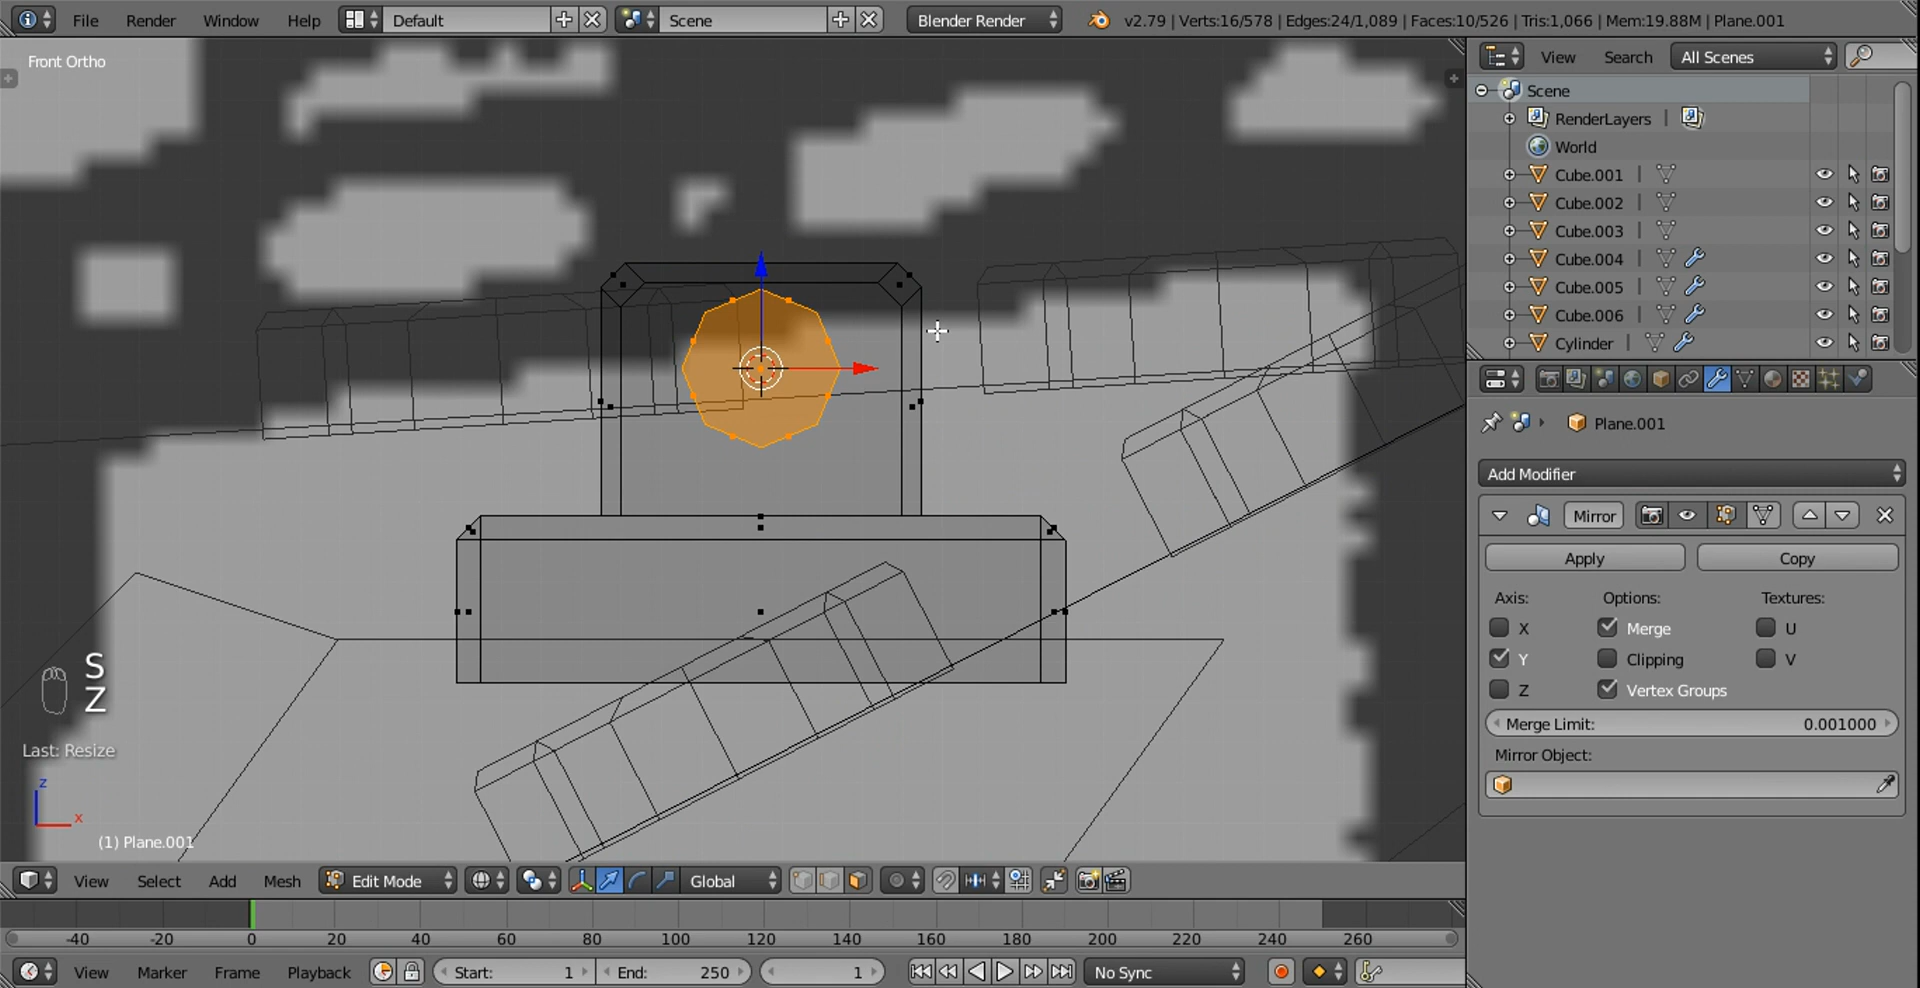 File Render Window Help Default Scene Blender Render v2.79 | Verts:16/578 | Edges:24/1,089 | Faces:10/526 | Tris:1,066 | Mem:19.88M | Plane.001
Front Ortho
View Search All Scenes
Scene
RenderLayers
World
Cube.001
Cube.002
Cube.003
Cube.004
Cube.005
Cube.006
Cylinder
Plane.001
Add Modifier
Mirror
Apply Copy
Axis: Options: Textures:
X Merge U
Y Clipping V
Z Vertex Groups
Merge Limit: 0.001000
Mirror Object:
S
Z
Last: Resize
z
x
(1) Plane.001
View Select Add Mesh Edit Mode Global
-40 -20 0 20 40 60 80 100 120 140 160 180 200 220 240 260
View Marker Frame Playback Start: 1 End: 250 1 No Sync